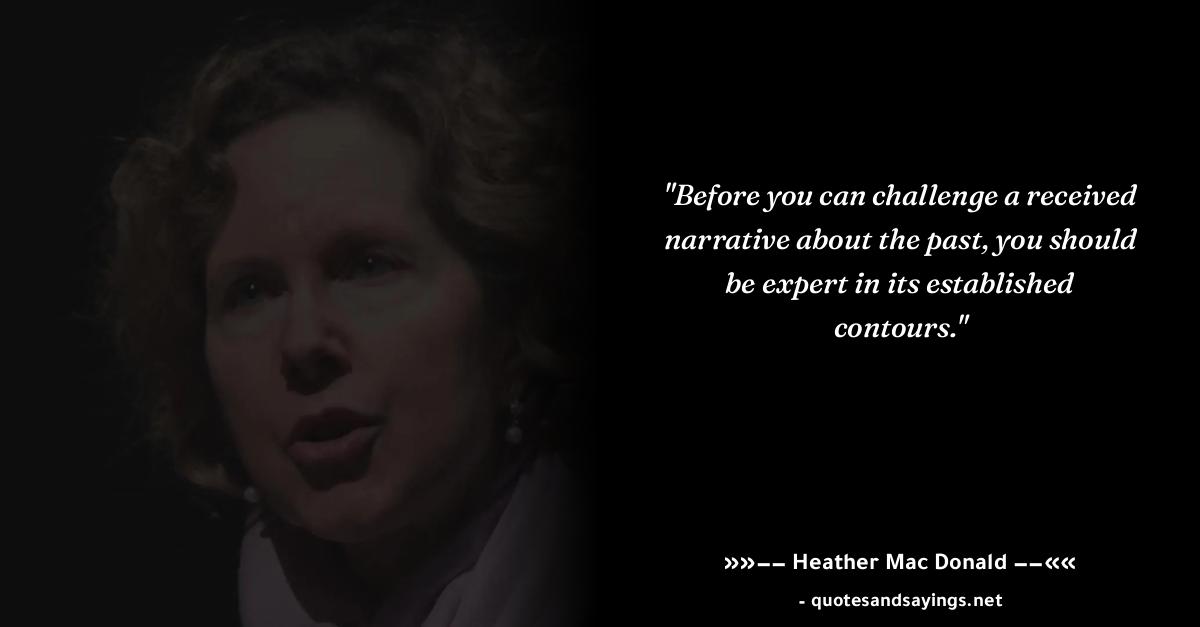 "Before you can challenge a received
narrative about the past, you should
be expert in its established
contours."
»»-- Heather Mac Donald --««
- quotesandsayings.net